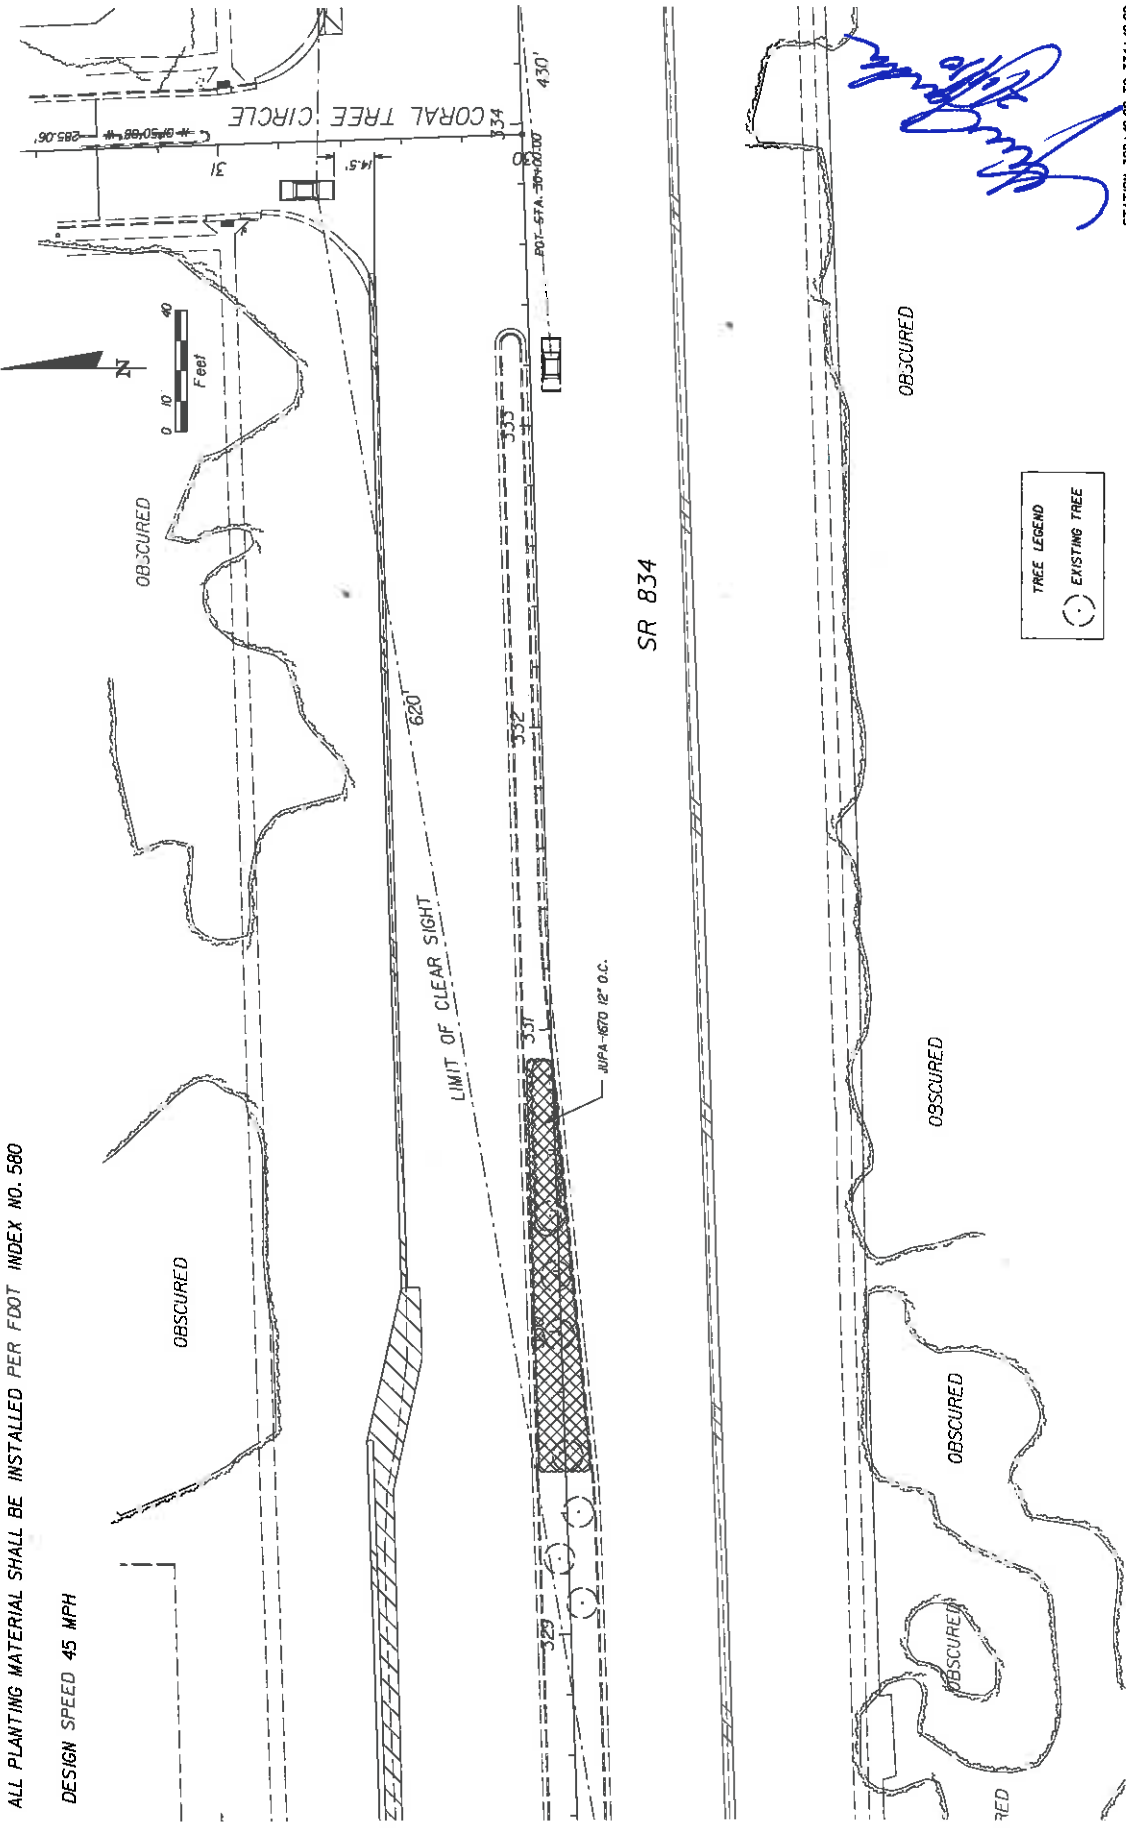 ALL PLANTING MATERIAL SHALL BE INSTALLED PER FDOT INDEX NO. 580
DESIGN SPEED 45 MPH
OBSCURED
OBSCURED
0 10 40
Feet
N
285.06'
31
CORAL TREE CIRCLE
14.5'
30
334
430'
POT STA. 30+00.00
LIMIT OF CLEAR SIGHT
620'
329
331
332
333
JUPA-1670 12" O.C.
SR 834
OBSCURED
OBSCURED
OBSCURED
OBSCURED
TREE LEGEND
EXISTING TREE